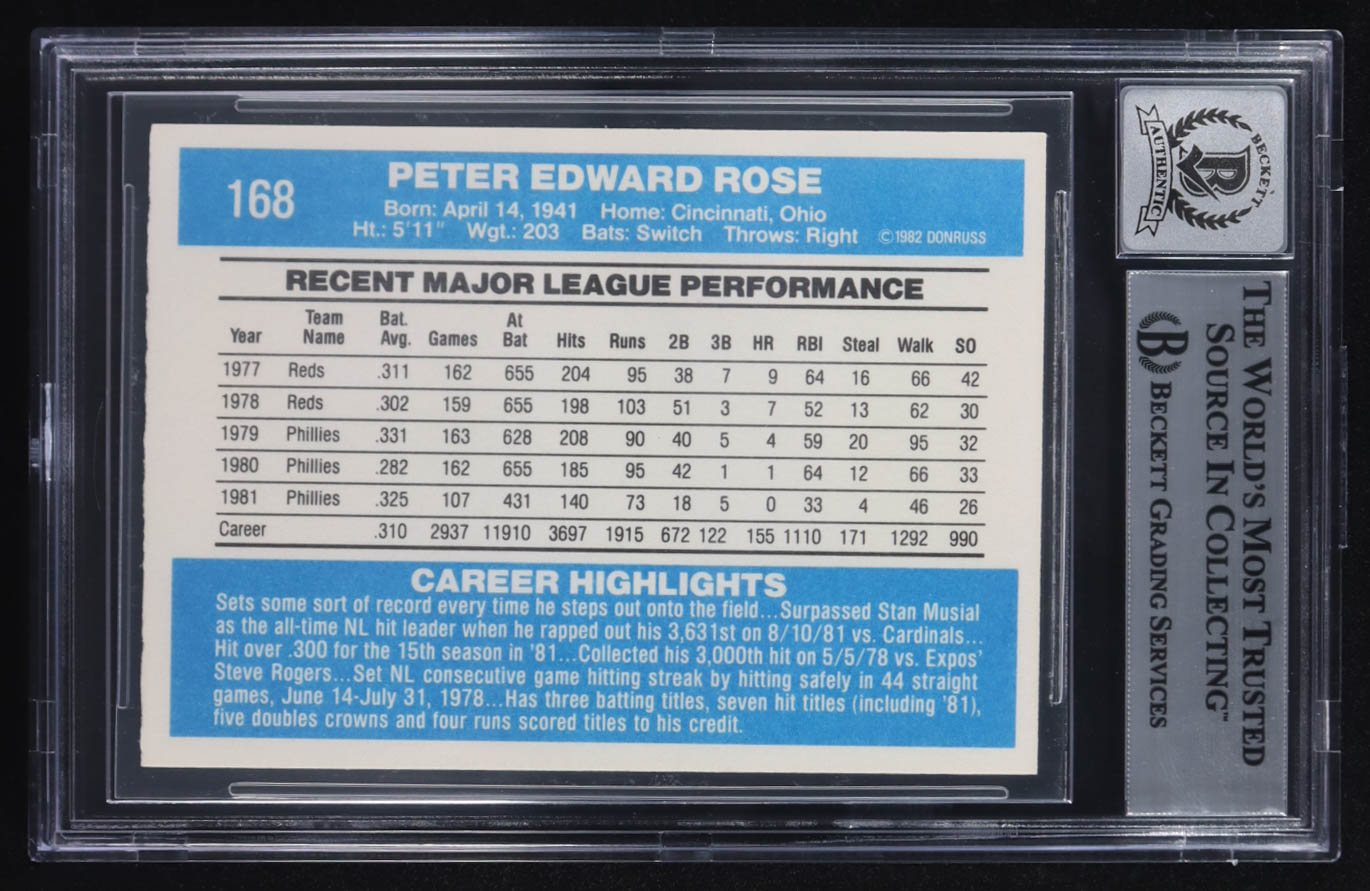 168
PETER EDWARD ROSE
Born: April 14, 1941 Home: Cincinnati, Ohio
Ht.: 5'11" Wgt.: 203 Bats: Switch Throws: Right ©1982 DONRUSS
RECENT MAJOR LEAGUE PERFORMANCE
Year Team Name Bat. Avg. Games At Bat Hits Runs 2B 3B HR RBI Steal Walk SO
1977 Reds .311 162 655 204 95 38 7 9 64 16 66 42
1978 Reds .302 159 655 198 103 51 3 7 52 13 62 30
1979 Phillies .331 163 628 208 90 40 5 4 59 20 95 32
1980 Phillies .282 162 655 185 95 42 1 1 64 12 66 33
1981 Phillies .325 107 431 140 73 18 5 0 33 4 46 26
Career .310 2937 11910 3697 1915 672 122 155 1110 171 1292 990
CAREER HIGHLIGHTS
Sets some sort of record every time he steps out onto the field...Surpassed Stan Musial
as the all-time NL hit leader when he rapped out his 3,631st on 8/10/81 vs. Cardinals...
Hit over .300 for the 15th season in '81...Collected his 3,000th hit on 5/5/78 vs. Expos'
Steve Rogers...Set NL consecutive game hitting streak by hitting safely in 44 straight
games, June 14-July 31, 1978...Has three batting titles, seven hit titles (including '81),
five doubles crowns and four runs scored titles to his credit.
BECKETT
B
AUTHENTIC
THE WORLD'S MOST TRUSTED
SOURCE IN COLLECTING™
B BECKETT GRADING SERVICES